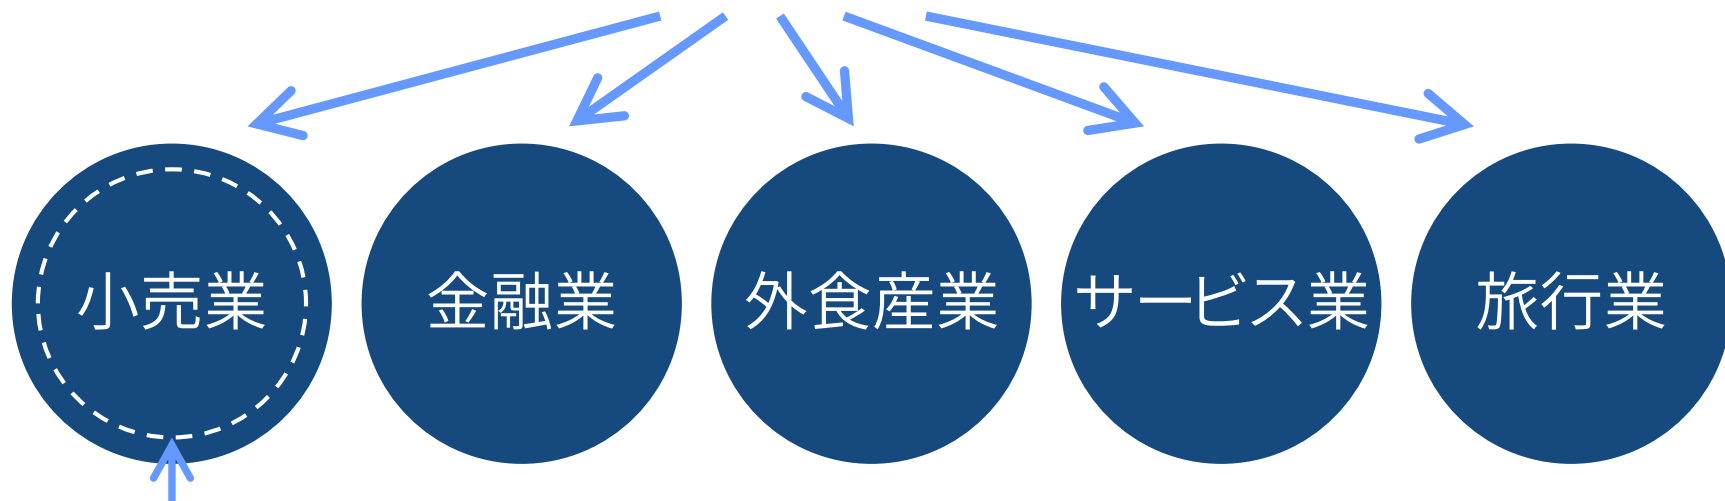 小売業
金融業
外食産業
サービス業
旅行業